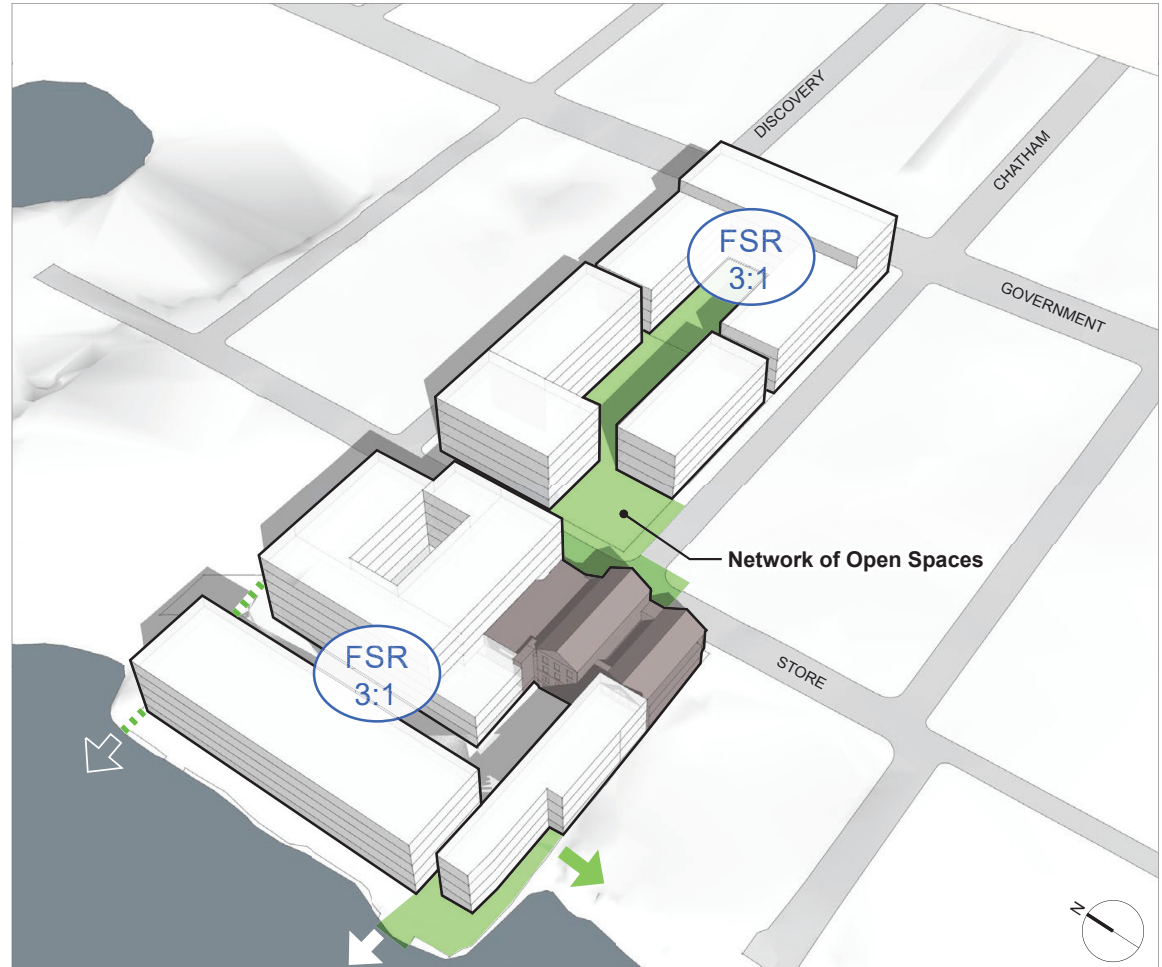 DISCOVERY
CHATHAM
FSR
3:1
GOVERNMENT
Network of Open Spaces
FSR
3:1
STORE
N